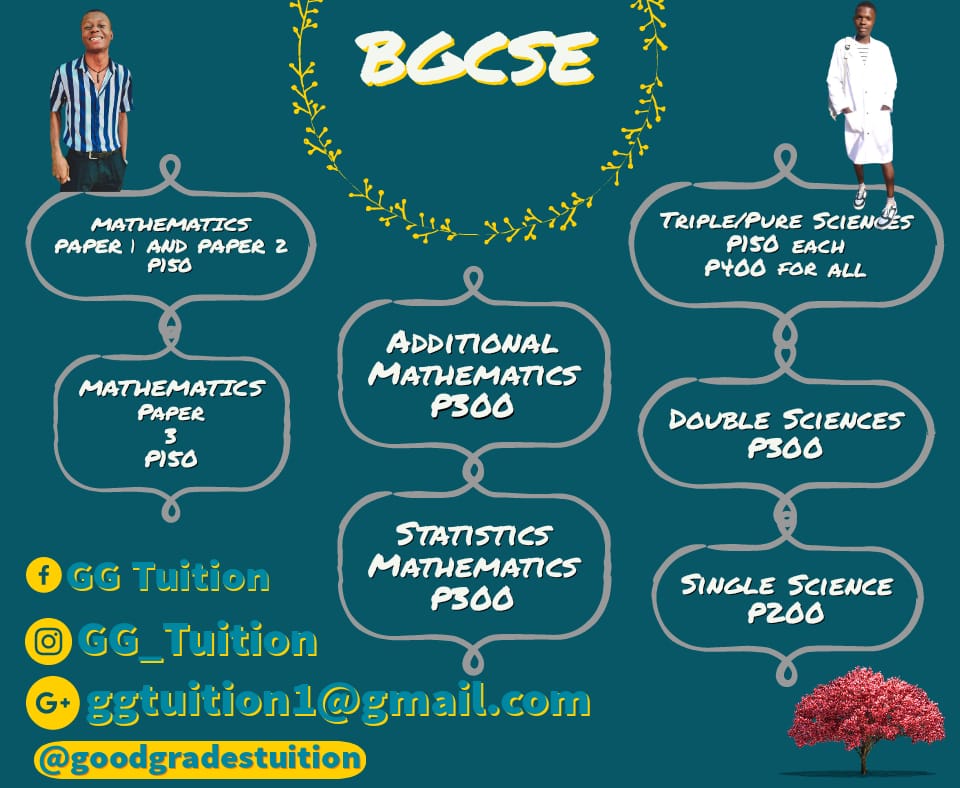 BGCSE
MATHEMATICS
PAPER 1 AND PAPER 2
P150
MATHEMATICS
PAPER
3
P150
ADDITIONAL
MATHEMATICS
P300
STATISTICS
MATHEMATICS
P300
TRIPLE/PURE SCIENCES
P150 EACH
P400 FOR ALL
DOUBLE SCIENCES
P300
SINGLE SCIENCE
P200
GG Tuition
GG_Tuition
G+ ggtuition1@gmail.com
@goodgradestuition